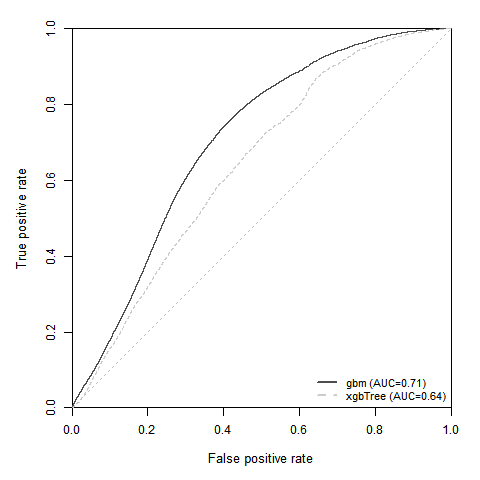 1.0
0.8
0.6
0.4
0.2
0.0
True positive rate
gbm (AUC=0.71)
xgbTree (AUC=0.64)
0.0 0.2 0.4 0.6 0.8 1.0
False positive rate